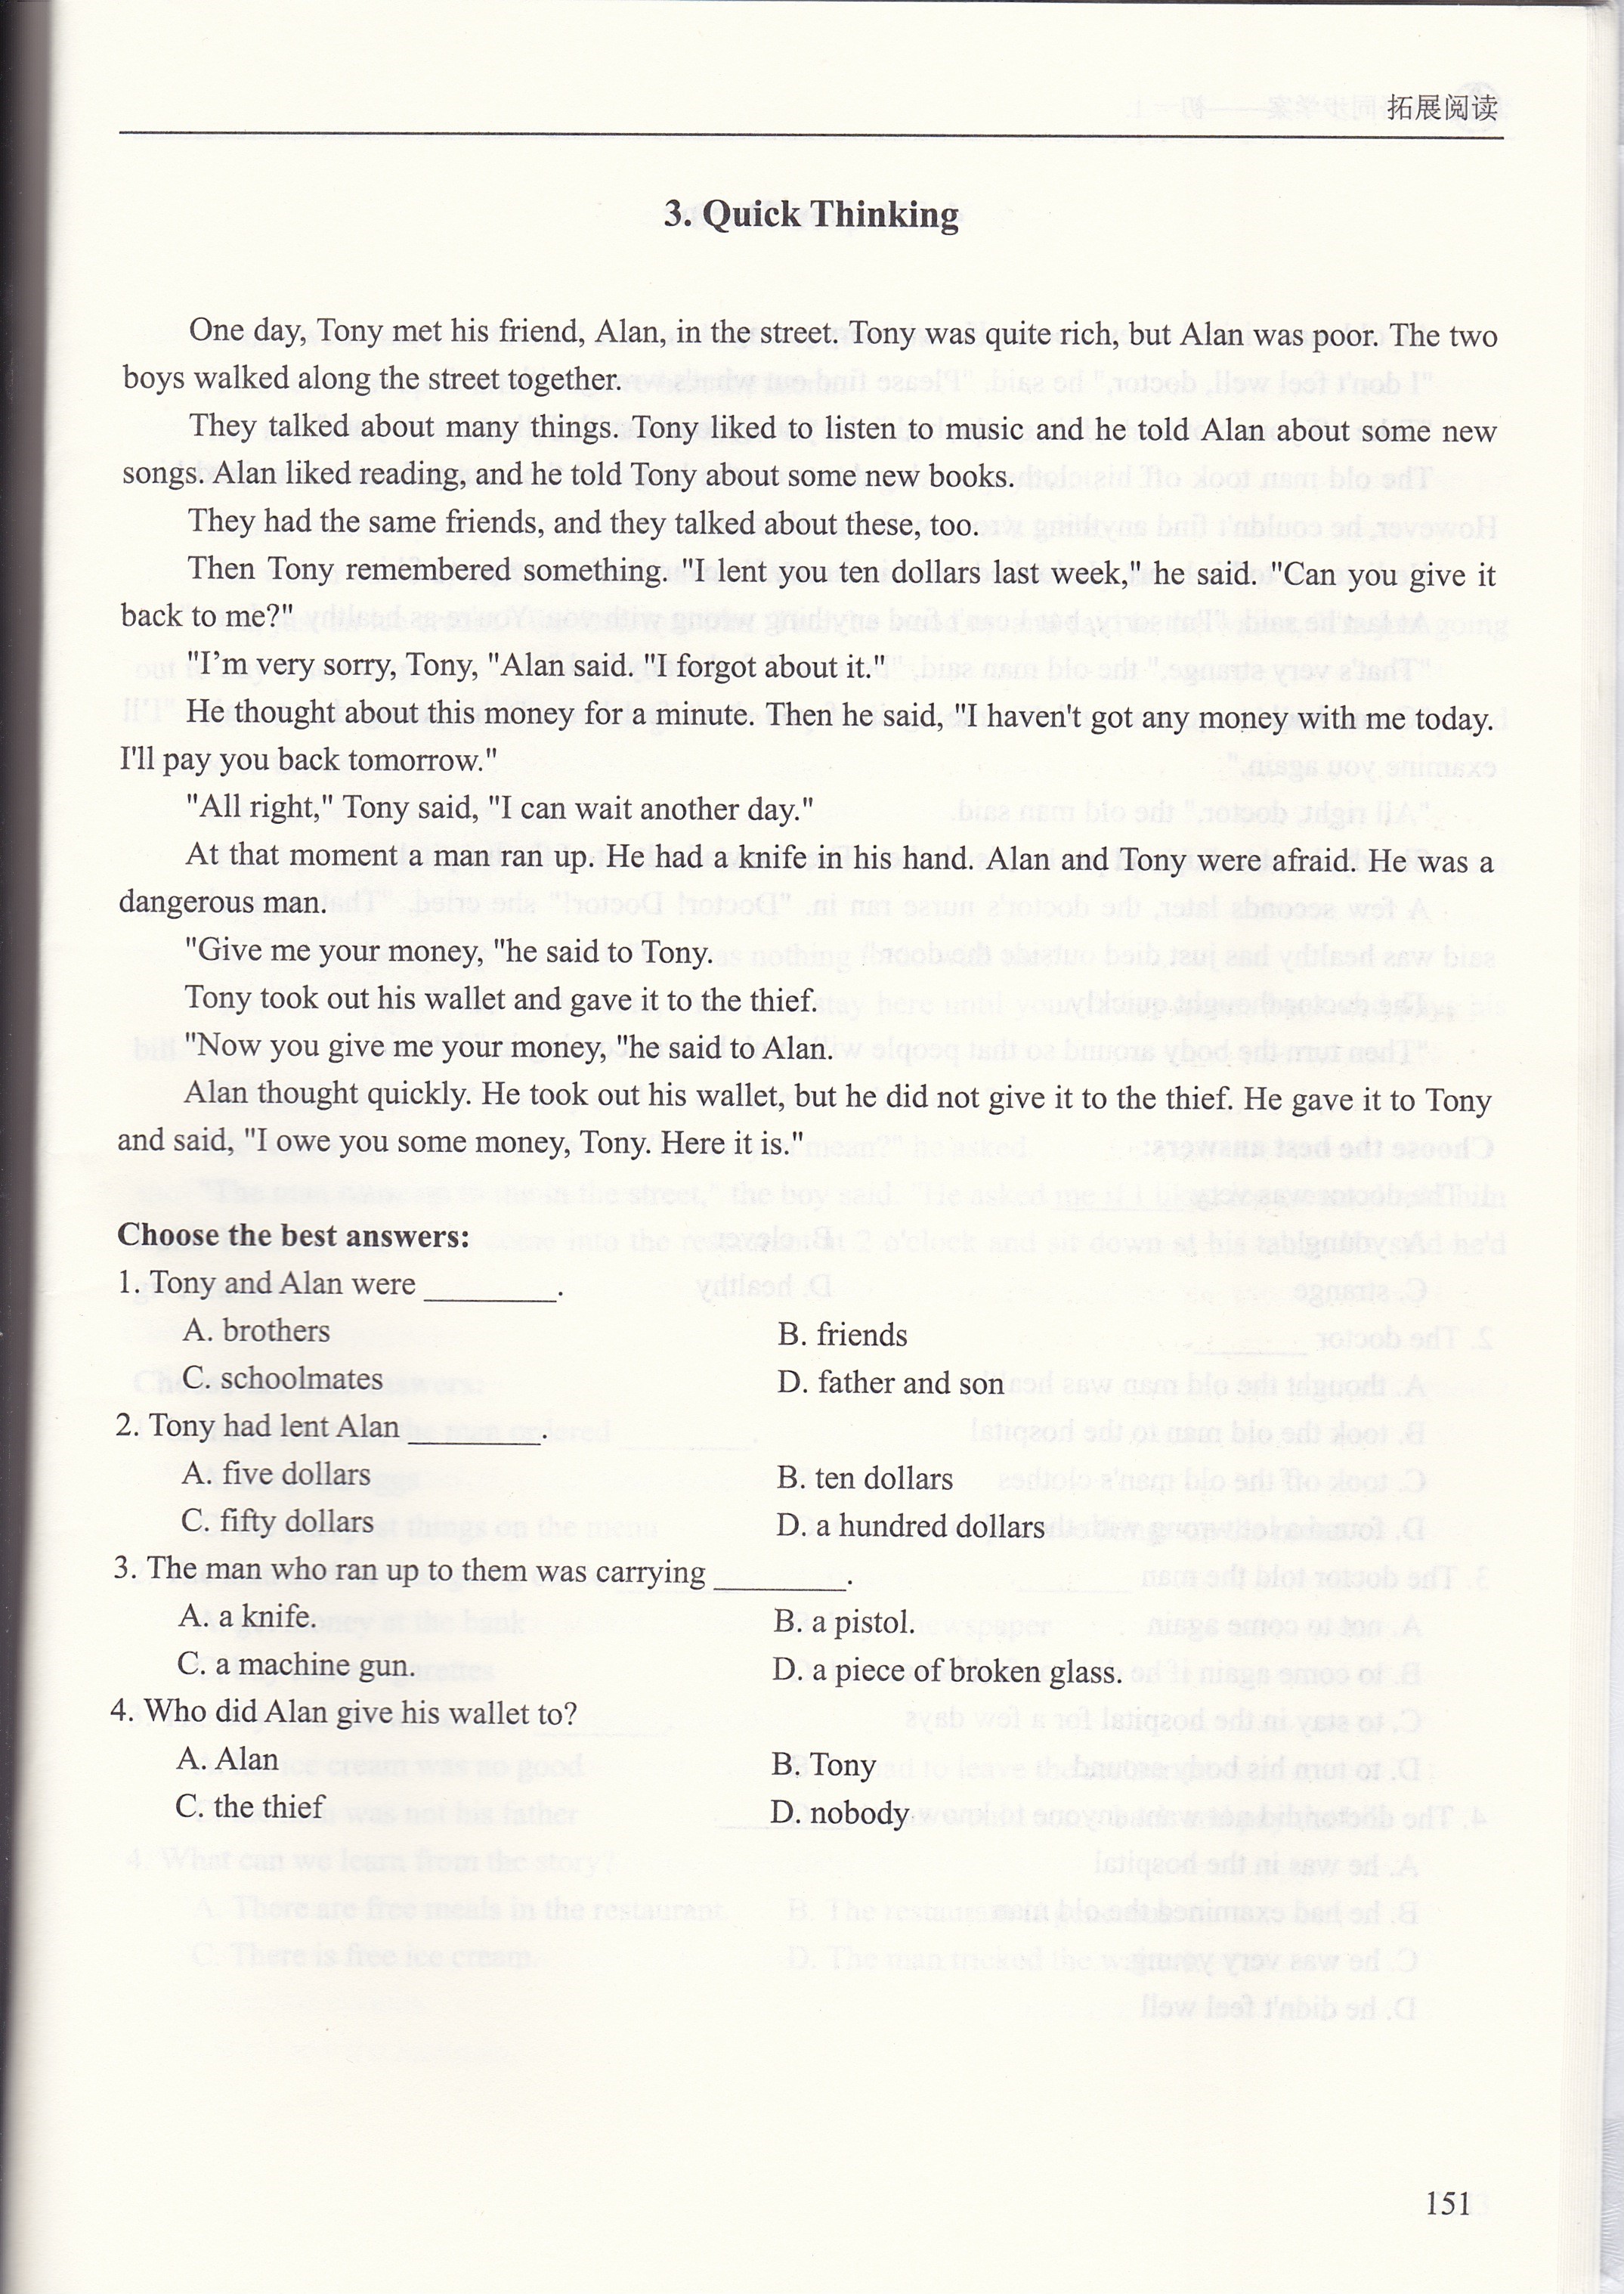 拓展阅读
3. Quick Thinking
One day, Tony met his friend, Alan, in the street. Tony was quite rich, but Alan was poor. The two
boys walked along the street together.
They talked about many things. Tony liked to listen to music and he told Alan about some new
songs. Alan liked reading, and he told Tony about some new books.
They had the same friends, and they talked about these, too.
Then Tony remembered something. "I lent you ten dollars last week," he said. "Can you give it
back to me?"
"I’m very sorry, Tony, "Alan said. "I forgot about it."
He thought about this money for a minute. Then he said, "I haven't got any money with me today.
I'll pay you back tomorrow."
"All right," Tony said, "I can wait another day."
At that moment a man ran up. He had a knife in his hand. Alan and Tony were afraid. He was a
dangerous man.
"Give me your money, "he said to Tony.
Tony took out his wallet and gave it to the thief.
"Now you give me your money, "he said to Alan.
Alan thought quickly. He took out his wallet, but he did not give it to the thief. He gave it to Tony
and said, "I owe you some money, Tony. Here it is."
Choose the best answers:
1. Tony and Alan were ________.
A. brothers B. friends
C. schoolmates D. father and son
2. Tony had lent Alan ________.
A. five dollars B. ten dollars
C. fifty dollars D. a hundred dollars
3. The man who ran up to them was carrying ________.
A. a knife. B. a pistol.
C. a machine gun. D. a piece of broken glass.
4. Who did Alan give his wallet to?
A. Alan B. Tony
C. the thief D. nobody
151